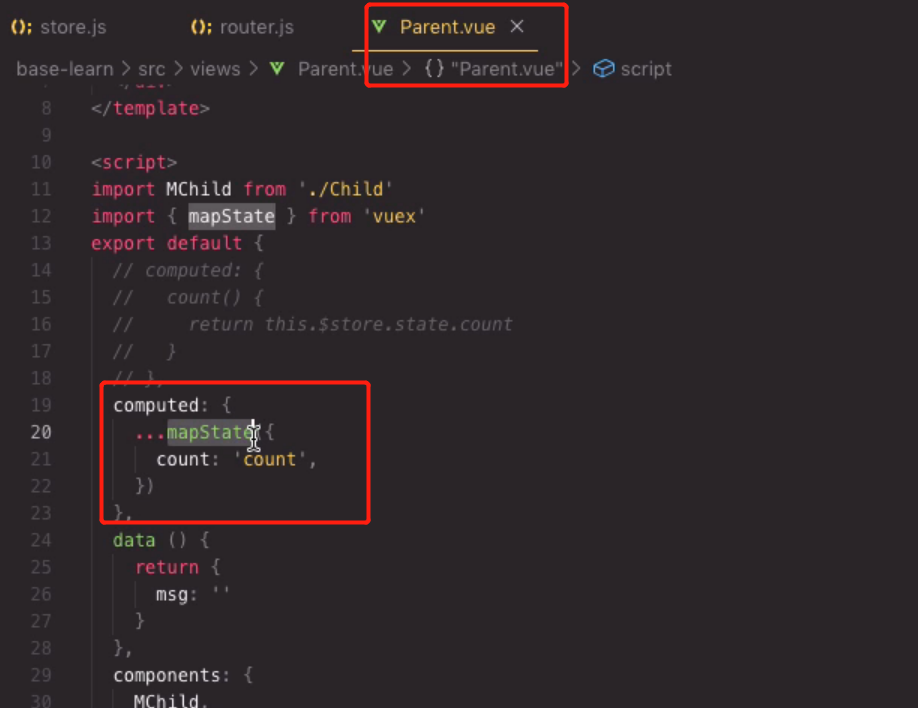 (); store.js (); router.js Parent.vue ×
base-learn > src > views > Parent.vue > {} "Parent.vue" > script
8 </template>
9
10 <script>
11 import MChild from './Child'
12 import { mapState } from 'vuex'
13 export default {
14 // computed: {
15 //   count() {
16 //     return this.$store.state.count
17 //   }
18 // },
19 computed: {
20 ...mapState({
21 count: 'count',
22 })
23 },
24 data () {
25 return {
26 msg: ''
27 }
28 },
29 components: {
30 MChild,